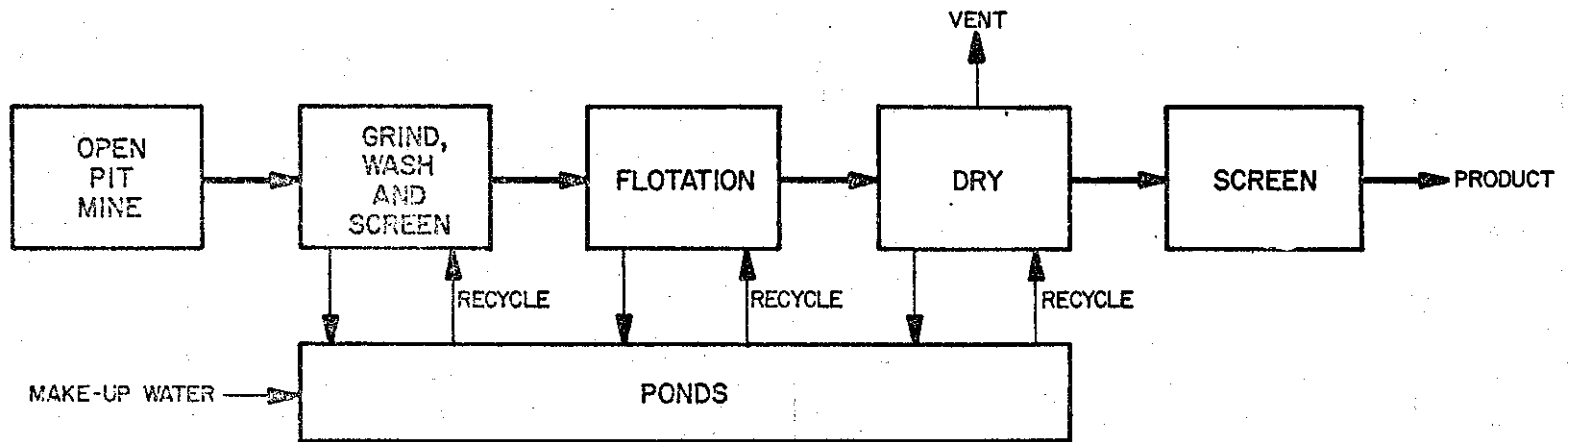 VENT
OPEN
PIT
MINE
GRIND,
WASH
AND
SCREEN
FLOTATION
DRY
SCREEN
PRODUCT
RECYCLE
RECYCLE
RECYCLE
MAKE-UP WATER
PONDS